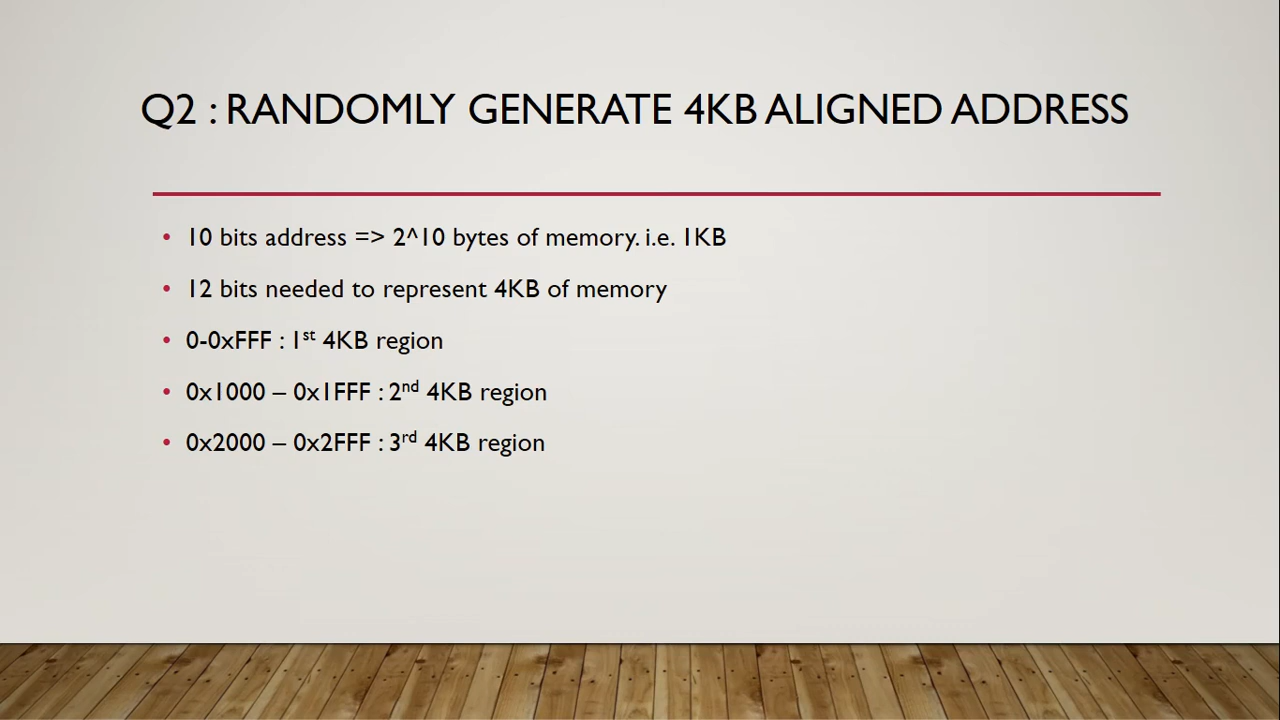 Q2 : RANDOMLY GENERATE 4KB ALIGNED ADDRESS
• 10 bits address => 2^10 bytes of memory. i.e. 1KB
• 12 bits needed to represent 4KB of memory
• 0-0xFFF : 1st 4KB region
• 0x1000 – 0x1FFF : 2nd 4KB region
• 0x2000 – 0x2FFF : 3rd 4KB region